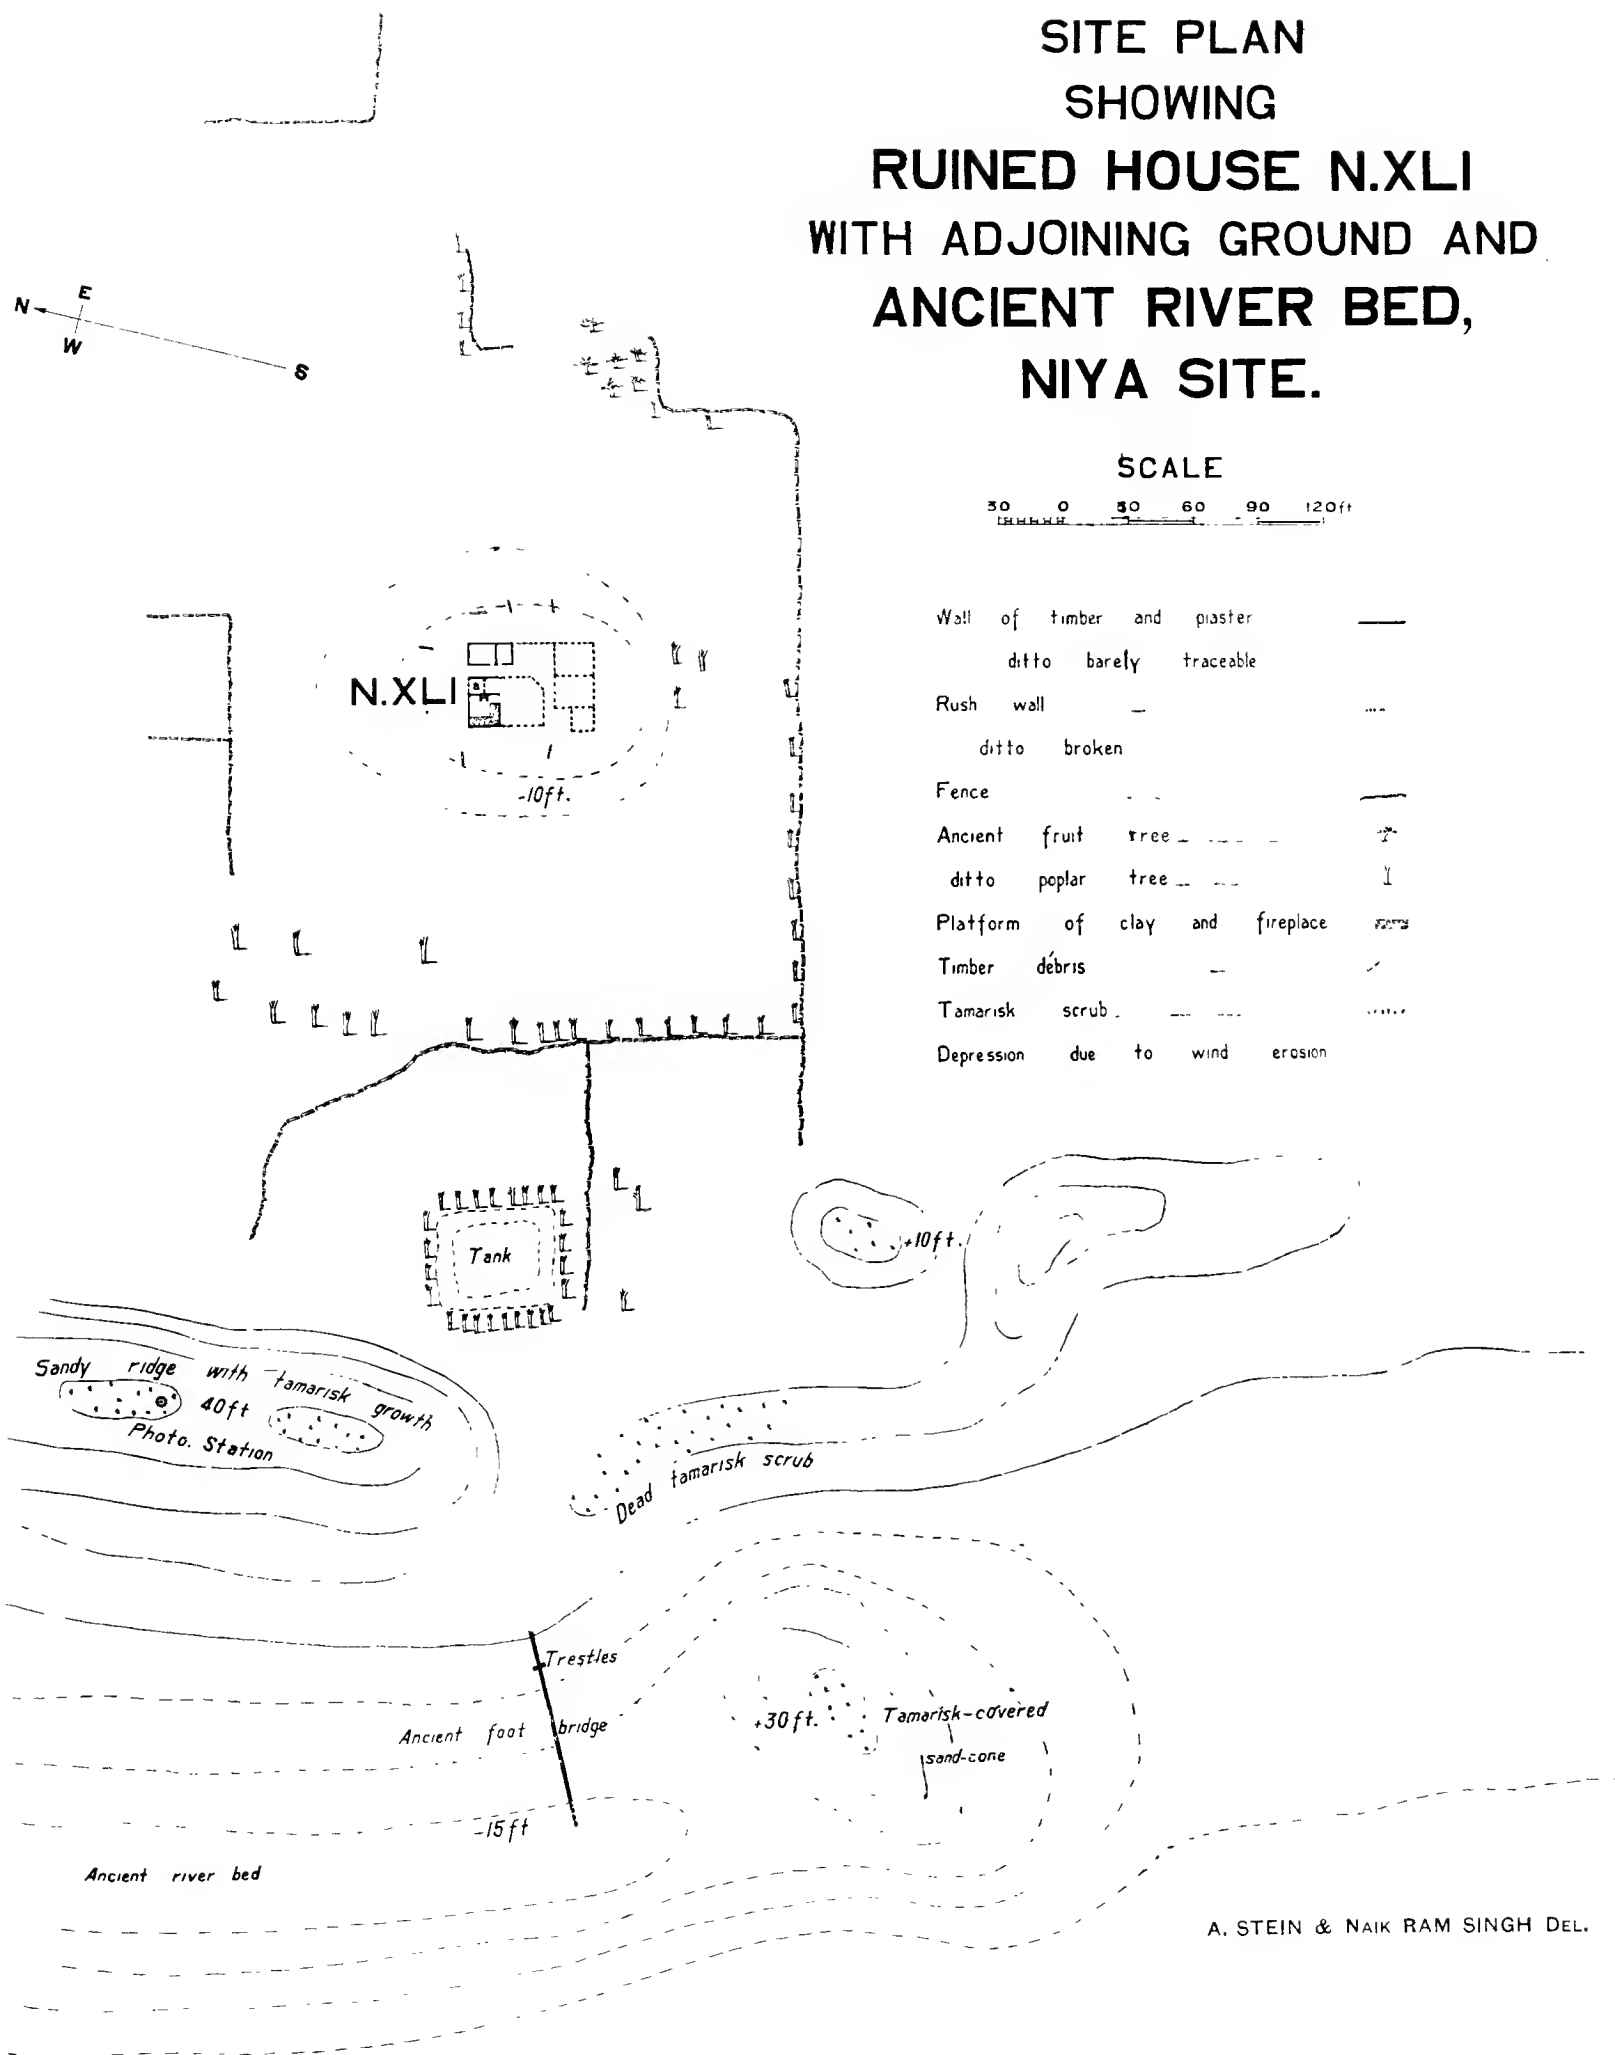 SITE PLAN
SHOWING
RUINED HOUSE N.XLI
WITH ADJOINING GROUND AND
ANCIENT RIVER BED,
NIYA SITE.
N
E
W
S
SCALE
30 0 30 60 90 120ft
Wall of timber and plaster
ditto barely traceable
Rush wall
ditto broken
Fence
Ancient fruit tree
ditto poplar tree
Platform of clay and fireplace
Timber débris
Tamarisk scrub
Depression due to wind erosion
N.XLI
-10ft.
Tank
+10ft.
Sandy ridge with tamarisk growth
40ft
Photo. Station
Dead tamarisk scrub
Trestles
Ancient foot bridge
+30ft.
Tamarisk-covered
sand-cone
-15ft
Ancient river bed
A. STEIN & NAIK RAM SINGH DEL.